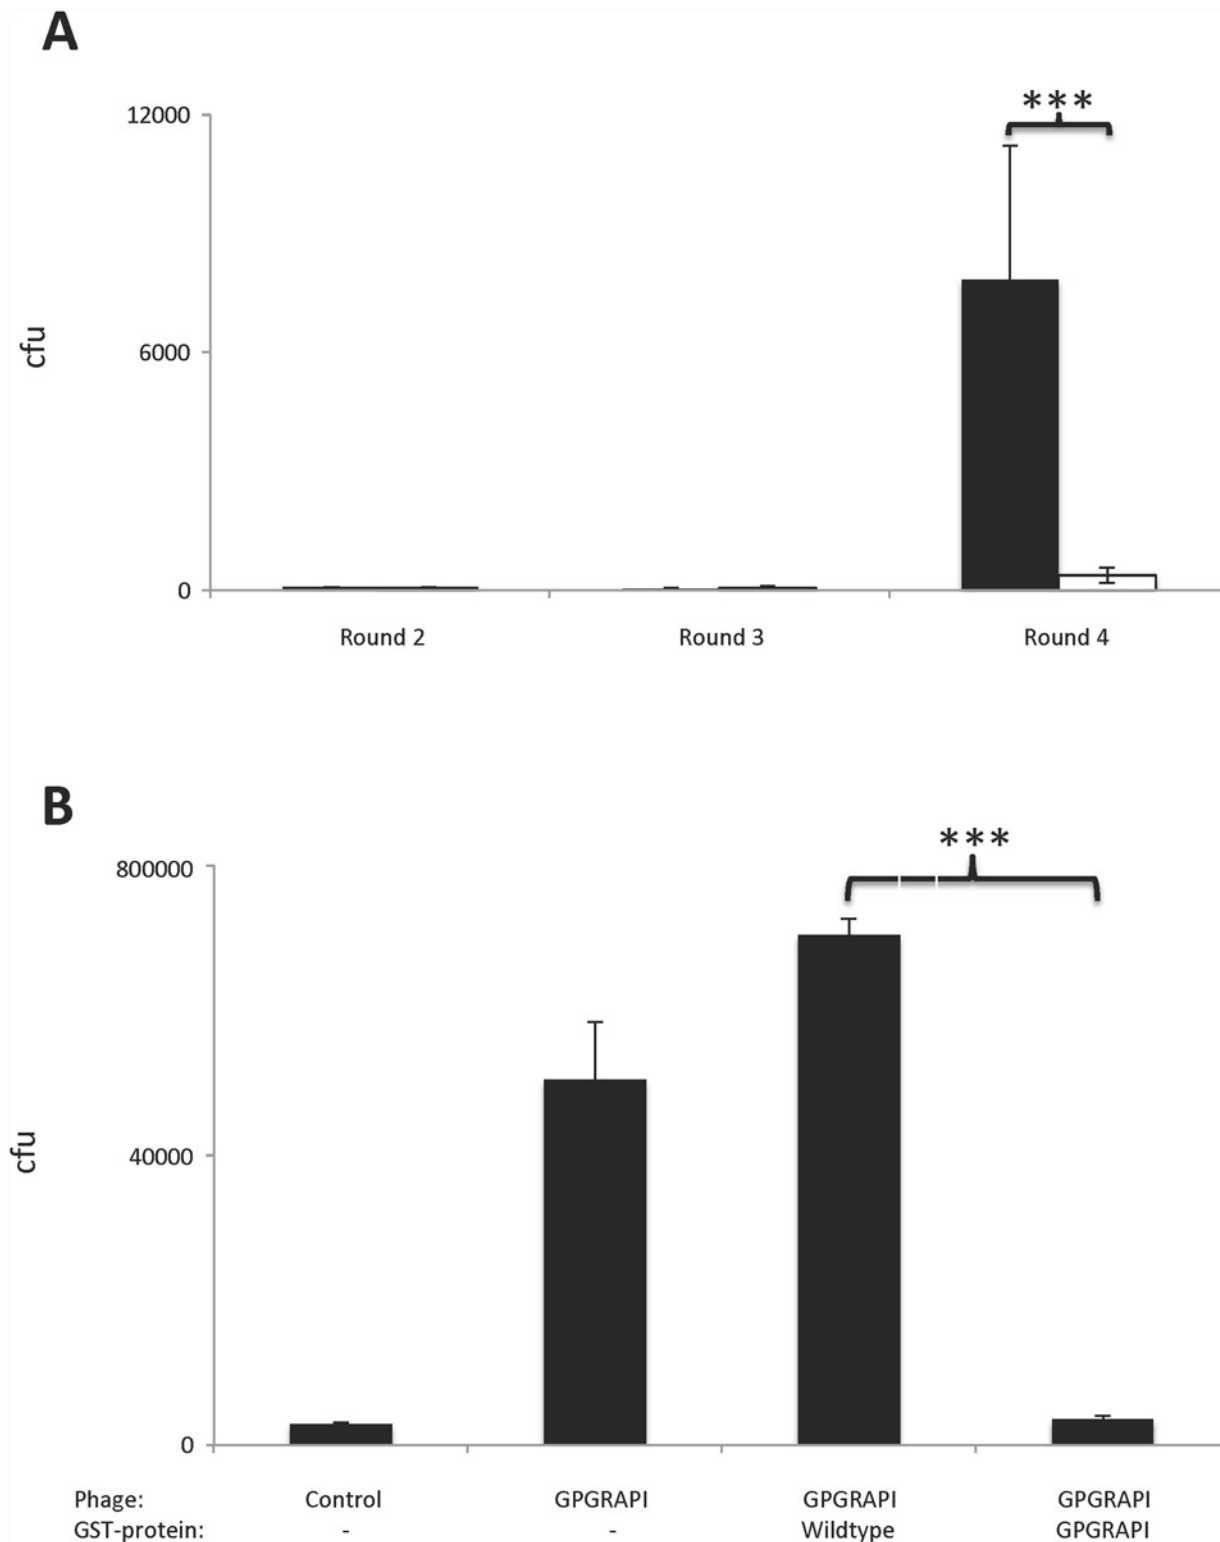 A
***
12000
cfu
6000
0
Round 2 Round 3 Round 4
B
***
800000
cfu
40000
0
Phage: Control GPGRAPI GPGRAPI GPGRAPI
GST-protein: - - Wildtype GPGRAPI